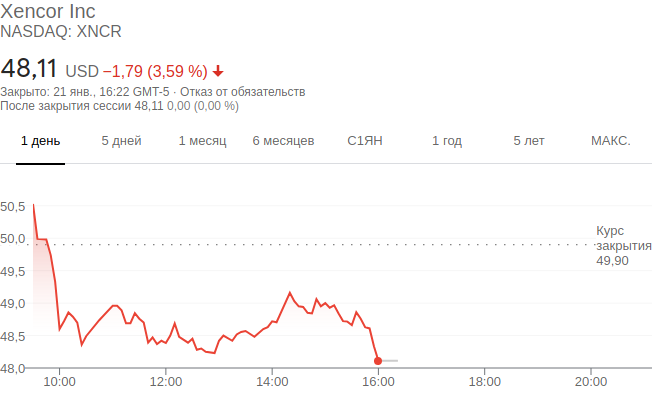 Xencor Inc
NASDAQ: XNCR
48,11 USD −1,79 (3,59 %)
Закрыто: 21 янв., 16:22 GMT-5 · Отказ от обязательств
После закрытия сессии 48,11 0,00 (0,00 %)
1 день 5 дней 1 месяц 6 месяцев С1ЯН 1 год 5 лет МАКС.
50,5
50,0
49,5
49,0
48,5
48,0
Курс
закрытия
49,90
10:00 12:00 14:00 16:00 18:00 20:00